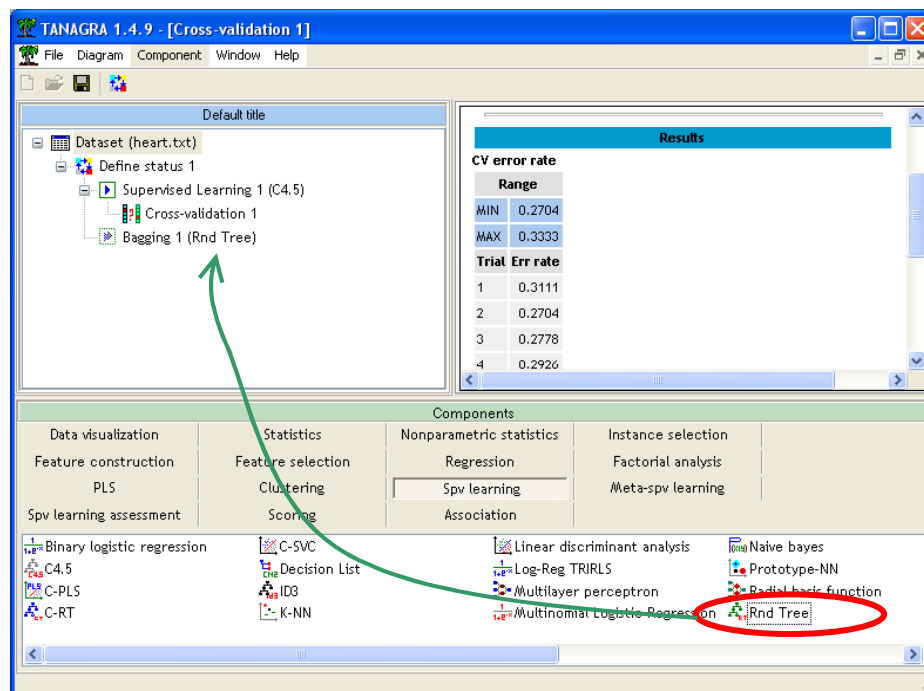 TANAGRA 1.4.9 - [Cross-validation 1]
File Diagram Component Window Help
Default title
Dataset (heart.txt)
Define status 1
Supervised Learning 1 (C4.5)
Cross-validation 1
Bagging 1 (Rnd Tree)
Results
CV error rate
Range
MIN 0.2704
MAX 0.3333
Trial Err rate
1 0.3111
2 0.2704
3 0.2778
4 0.2926
Components
Data visualization Statistics Nonparametric statistics Instance selection
Feature construction Feature selection Regression Factorial analysis
PLS Clustering Spv learning Meta-spv learning
Spv learning assessment Scoring Association
Binary logistic regression C-SVC Linear discriminant analysis Naive bayes
C4.5 Decision List Log-Reg TRIRLS Prototype-NN
C-PLS ID3 Multilayer perceptron Radial basis function
C-RT K-NN Multinomial Logistic Regression Rnd Tree